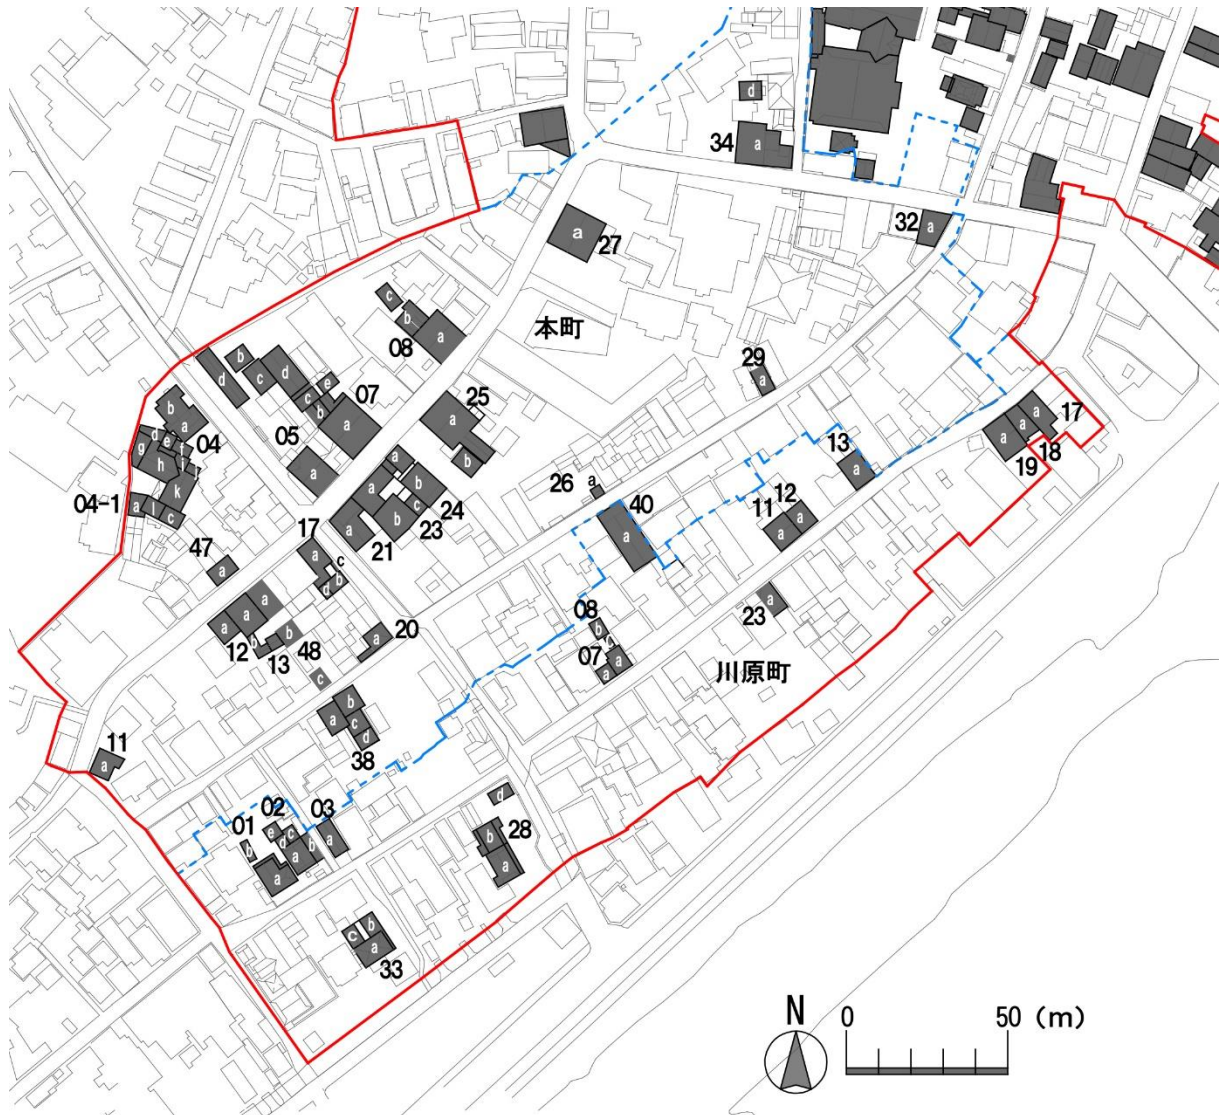 d
34
a
32
a
a
27
c
b
a
08
本町
b
c
d
e
c
b
a
07
d
05
a
25
a
b
29
a
b
a
04
d
e
f
g
h
k
04-1
a
l
c
a
a
b
24
c
b
23
a
21
26
a
40
a
13
a
12
11
a
a
a
17
a
18
a
19
47
a
17
a
c
b
d
a
a
a
b
12
13
b
48
20
a
c
08
b
c
07
a
a
23
a
川原町
b
a
c
d
38
11
a
01
02
03
b
e
c
d
a
b
a
a
d
28
b
a
b
c
a
33
N
0
50 (m)